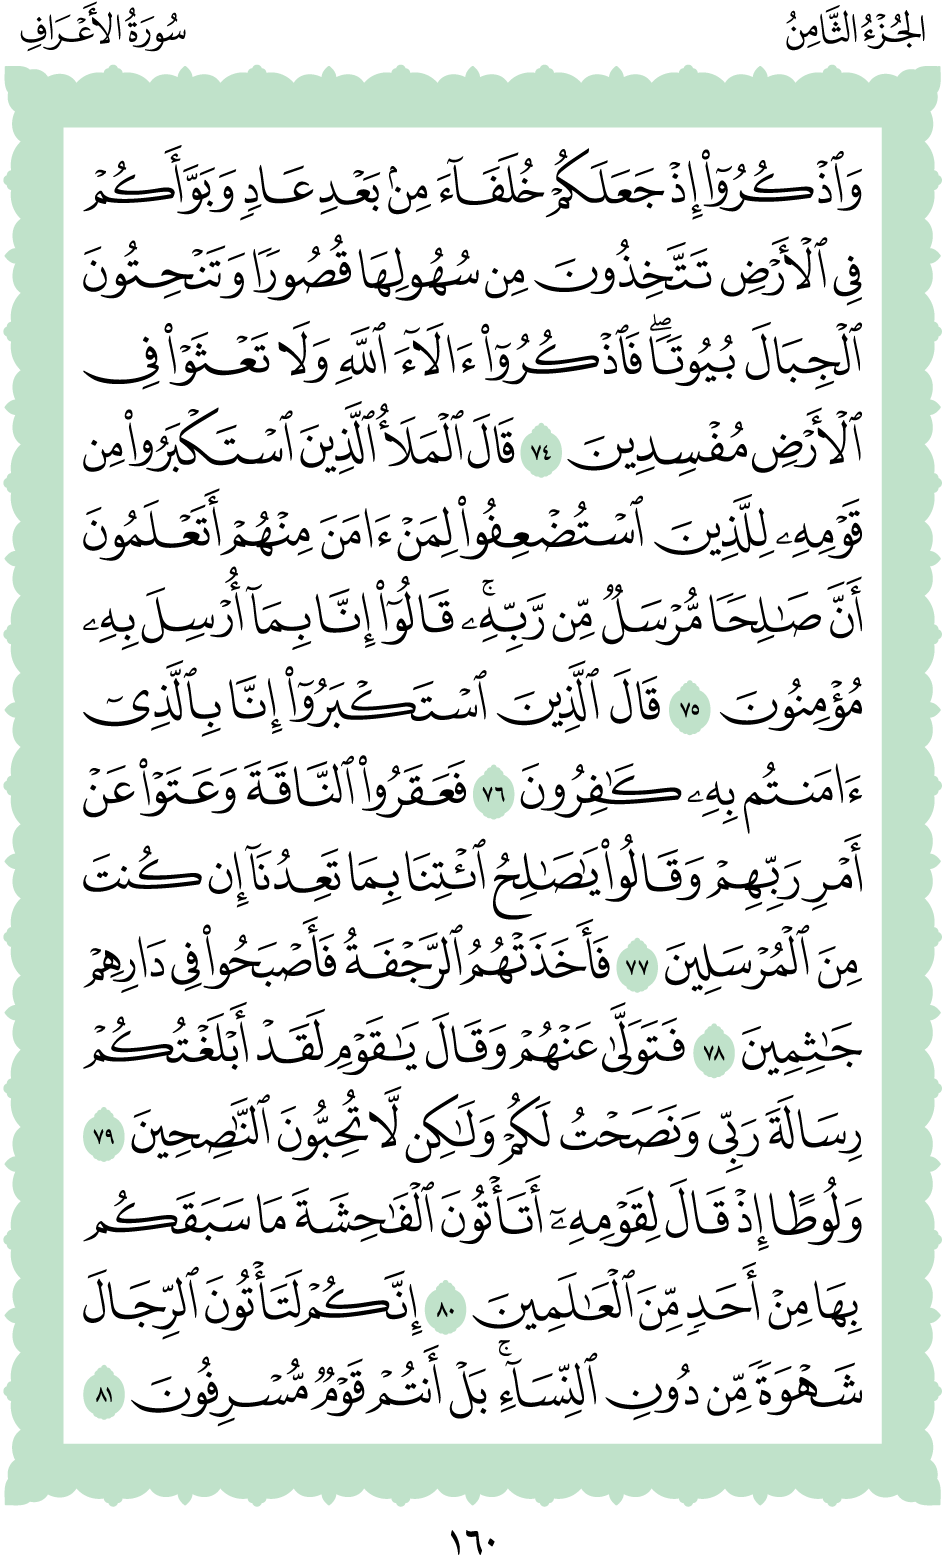 الجُزْءُ الثَّامِنُ
سُورَةُ الأَعْرَافِ
وَٱذْكُرُوٓا۟ إِذْ جَعَلَكُمْ خُلَفَآءَ مِنۢ بَعْدِ عَادٍ وَبَوَّأَكُمْ
فِى ٱلْأَرْضِ تَتَّخِذُونَ مِن سُهُولِهَا قُصُورًا وَتَنْحِتُونَ
ٱلْجِبَالَ بُيُوتًا ۖ فَٱذْكُرُوٓا۟ ءَالَآءَ ٱللَّهِ وَلَا تَعْثَوْا۟ فِى
ٱلْأَرْضِ مُفْسِدِينَ ٧٤ قَالَ ٱلْمَلَأُ ٱلَّذِينَ ٱسْتَكْبَرُوا۟ مِن
قَوْمِهِۦ لِلَّذِينَ ٱسْتُضْعِفُوا۟ لِمَنْ ءَامَنَ مِنْهُمْ أَتَعْلَمُونَ
أَنَّ صَـٰلِحًا مُّرْسَلٌ مِّن رَّبِّهِۦ ۚ قَالُوٓا۟ إِنَّا بِمَآ أُرْسِلَ بِهِۦ
مُؤْمِنُونَ ٧٥ قَالَ ٱلَّذِينَ ٱسْتَكْبَرُوٓا۟ إِنَّا بِٱلَّذِىٓ
ءَامَنتُم بِهِۦ كَـٰفِرُونَ ٧٦ فَعَقَرُوا۟ ٱلنَّاقَةَ وَعَتَوْا۟ عَنْ
أَمْرِ رَبِّهِمْ وَقَالُوا۟ يَـٰصَـٰلِحُ ٱئْتِنَا بِمَا تَعِدُنَآ إِن كُنتَ
مِنَ ٱلْمُرْسَلِينَ ٧٧ فَأَخَذَتْهُمُ ٱلرَّجْفَةُ فَأَصْبَحُوا۟ فِى دَارِهِمْ
جَـٰثِمِينَ ٧٨ فَتَوَلَّىٰ عَنْهُمْ وَقَالَ يَـٰقَوْمِ لَقَدْ أَبْلَغْتُكُمْ
رِسَالَةَ رَبِّى وَنَصَحْتُ لَكُمْ وَلَـٰكِن لَّا تُحِبُّونَ ٱلنَّـٰصِحِينَ ٧٩
وَلُوطًا إِذْ قَالَ لِقَوْمِهِۦٓ أَتَأْتُونَ ٱلْفَـٰحِشَةَ مَا سَبَقَكُم
بِهَا مِنْ أَحَدٍ مِّنَ ٱلْعَـٰلَمِينَ ٨٠ إِنَّكُمْ لَتَأْتُونَ ٱلرِّجَالَ
شَهْوَةً مِّن دُونِ ٱلنِّسَآءِ ۚ بَلْ أَنتُمْ قَوْمٌ مُّسْرِفُونَ ٨١
١٦٠